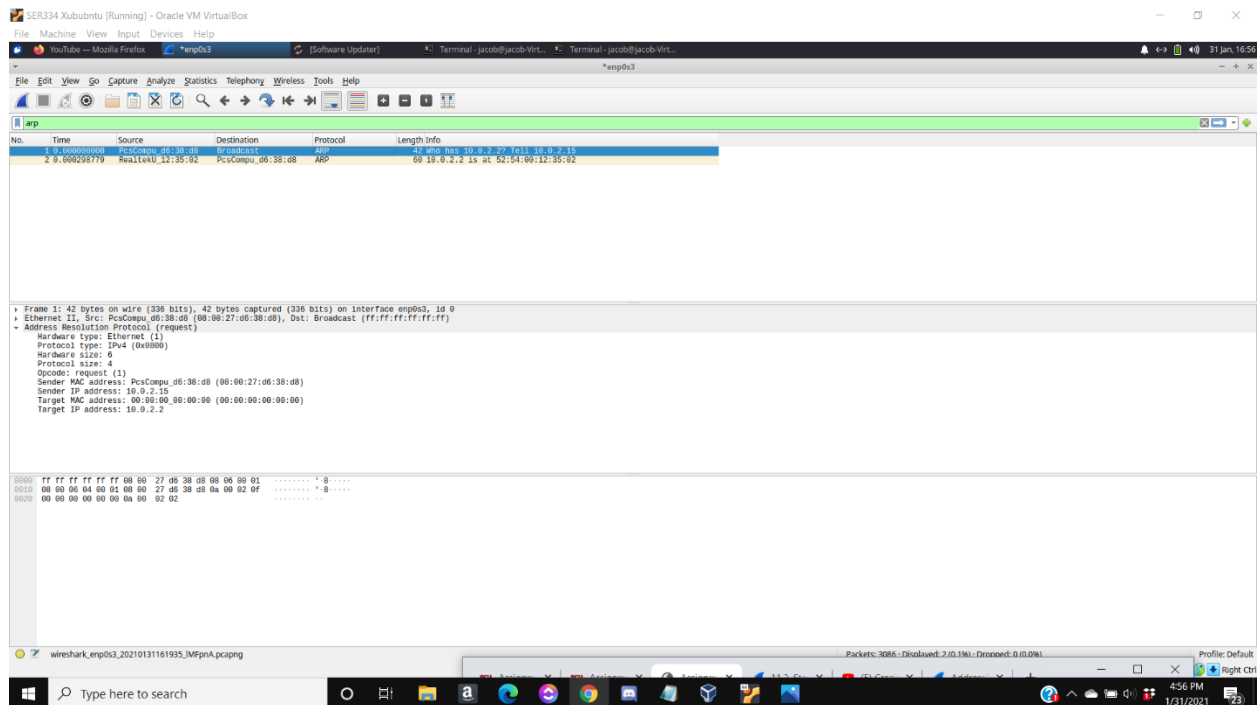 SER334 Xububntu [Running] - Oracle VM VirtualBox
File Machine View Input Devices Help
YouTube — Mozilla Firefox *enp0s3 [Software Updater] Terminal - jacob@jacob-Virt... Terminal - jacob@jacob-Virt... 31 Jan, 16:56
*enp0s3
File Edit View Go Capture Analyze Statistics Telephony Wireless Tools Help
arp
No. Time Source Destination Protocol Length Info
1 0.000000000 PcsCompu_d6:38:d8 Broadcast ARP 42 Who has 10.0.2.2? Tell 10.0.2.15
2 0.000298779 RealtekU_12:35:02 PcsCompu_d6:38:d8 ARP 60 10.0.2.2 is at 52:54:00:12:35:02
Frame 1: 42 bytes on wire (336 bits), 42 bytes captured (336 bits) on interface enp0s3, id 0
Ethernet II, Src: PcsCompu_d6:38:d8 (08:00:27:d6:38:d8), Dst: Broadcast (ff:ff:ff:ff:ff:ff)
Address Resolution Protocol (request)
Hardware type: Ethernet (1)
Protocol type: IPv4 (0x0800)
Hardware size: 6
Protocol size: 4
Opcode: request (1)
Sender MAC address: PcsCompu_d6:38:d8 (08:00:27:d6:38:d8)
Sender IP address: 10.0.2.15
Target MAC address: 00:00:00_00:00:00 (00:00:00:00:00:00)
Target IP address: 10.0.2.2
0000 ff ff ff ff ff ff 08 00 27 d6 38 d8 08 06 00 01 ········ '·8·····
0010 08 00 06 04 00 01 08 00 27 d6 38 d8 0a 00 02 0f ········ '·8·····
0020 00 00 00 00 00 00 0a 00 02 02 ········ ··
wireshark_enp0s3_20210131161935_lMFpnA.pcapng Packets: 3086 · Displayed: 2 (0.1%) · Dropped: 0 (0.0%) Profile: Default
Right Ctrl
Type here to search
4:56 PM
1/31/2021
23